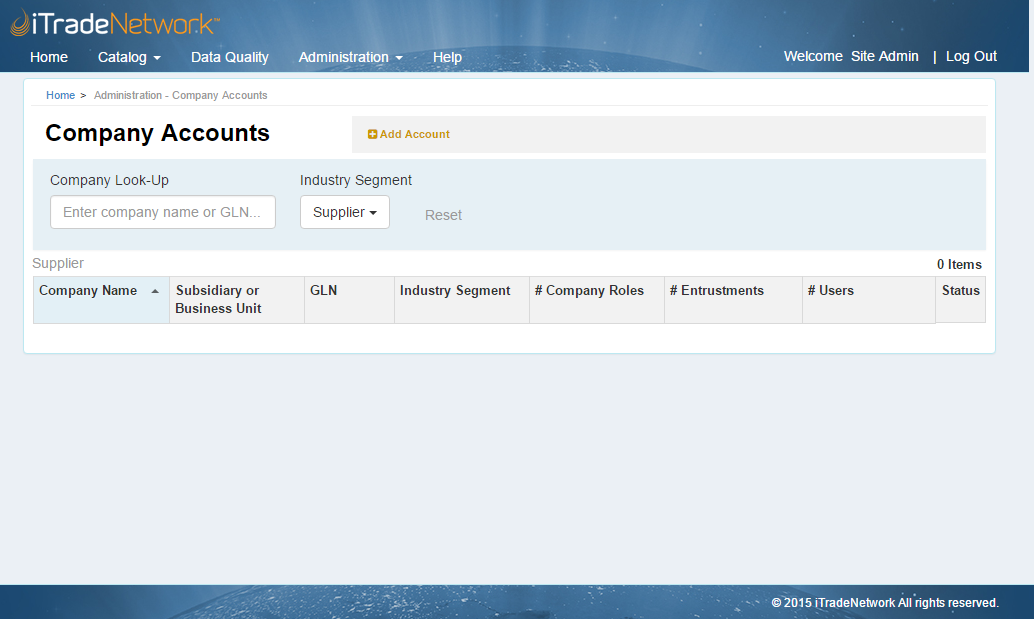 iTradeNetwork™
Home Catalog Data Quality Administration Help
Welcome Site Admin | Log Out
Home > Administration - Company Accounts
Company Accounts
Add Account
Company Look-Up Industry Segment
Enter company name or GLN... Supplier Reset
Supplier 0 Items
Company Name Subsidiary or Business Unit GLN Industry Segment # Company Roles # Entrustments # Users Status
© 2015 iTradeNetwork All rights reserved.